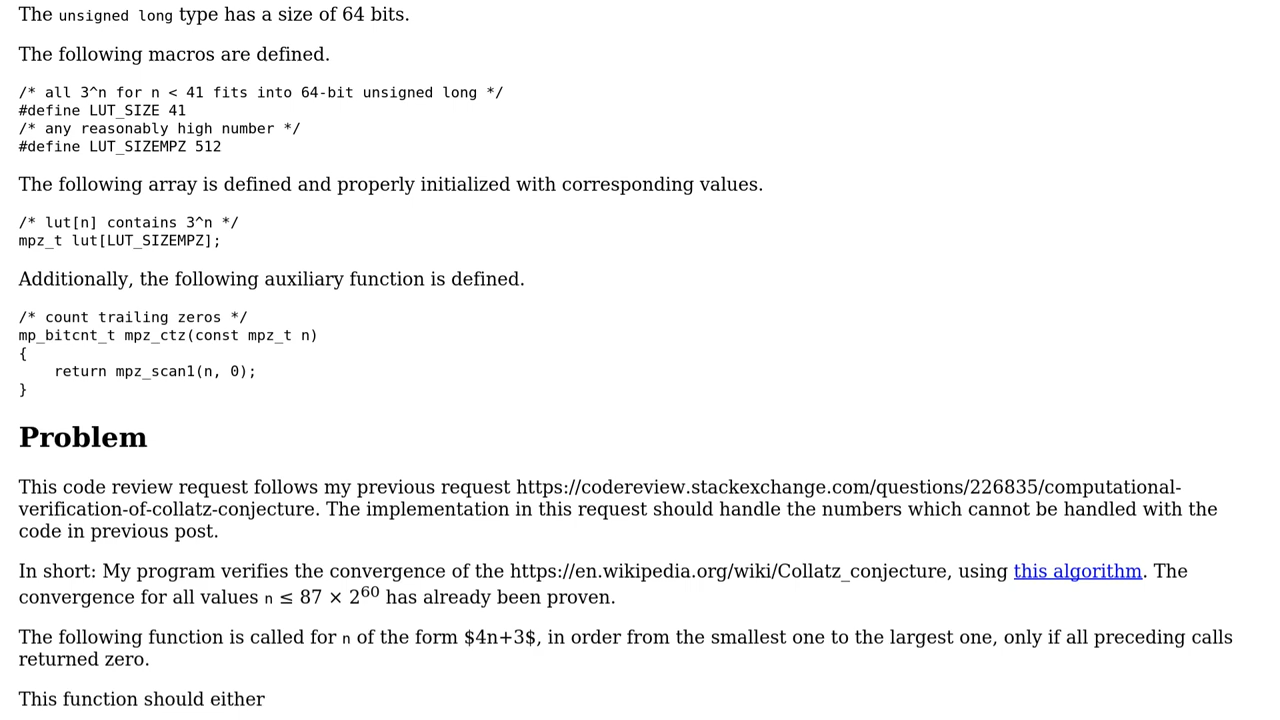 The unsigned long type has a size of 64 bits.
The following macros are defined.
/* all 3^n for n < 41 fits into 64-bit unsigned long */
#define LUT_SIZE 41
/* any reasonably high number */
#define LUT_SIZEMPZ 512
The following array is defined and properly initialized with corresponding values.
/* lut[n] contains 3^n */
mpz_t lut[LUT_SIZEMPZ];
Additionally, the following auxiliary function is defined.
/* count trailing zeros */
mp_bitcnt_t mpz_ctz(const mpz_t n)
{
    return mpz_scan1(n, 0);
}
Problem
This code review request follows my previous request https://codereview.stackexchange.com/questions/226835/computational-
verification-of-collatz-conjecture. The implementation in this request should handle the numbers which cannot be handled with the
code in previous post.
In short: My program verifies the convergence of the https://en.wikipedia.org/wiki/Collatz_conjecture, using this algorithm. The
convergence for all values n ≤ 87 × 2⁶⁰ has already been proven.
The following function is called for n of the form $4n+3$, in order from the smallest one to the largest one, only if all preceding calls
returned zero.
This function should either